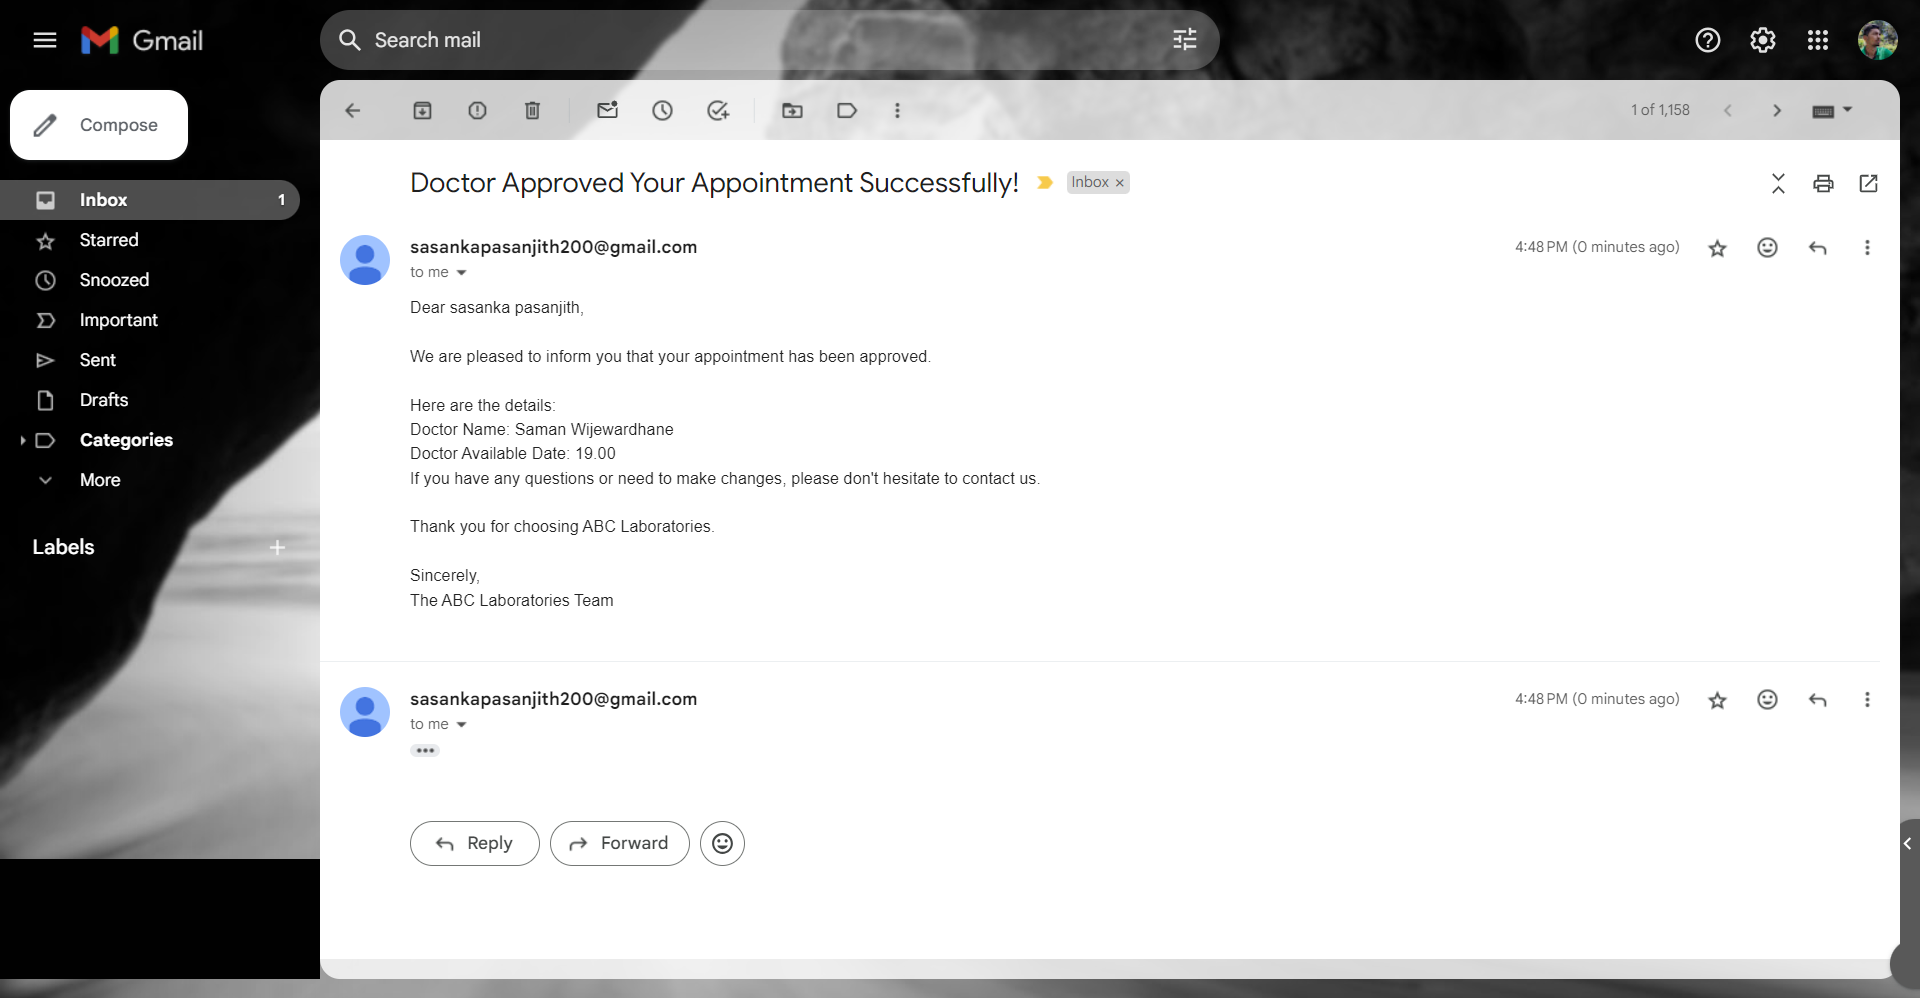 Gmail
Search mail
Compose
1 of 1,158
Inbox 1
Starred
Snoozed
Important
Sent
Drafts
Categories
More
Labels
Doctor Approved Your Appointment Successfully! Inbox ×
sasankapasanjith200@gmail.com 4:48 PM (0 minutes ago)
to me
Dear sasanka pasanjith,
We are pleased to inform you that your appointment has been approved.
Here are the details:
Doctor Name: Saman Wijewardhane
Doctor Available Date: 19.00
If you have any questions or need to make changes, please don't hesitate to contact us.
Thank you for choosing ABC Laboratories.
Sincerely,
The ABC Laboratories Team
sasankapasanjith200@gmail.com 4:48 PM (0 minutes ago)
to me
Reply Forward